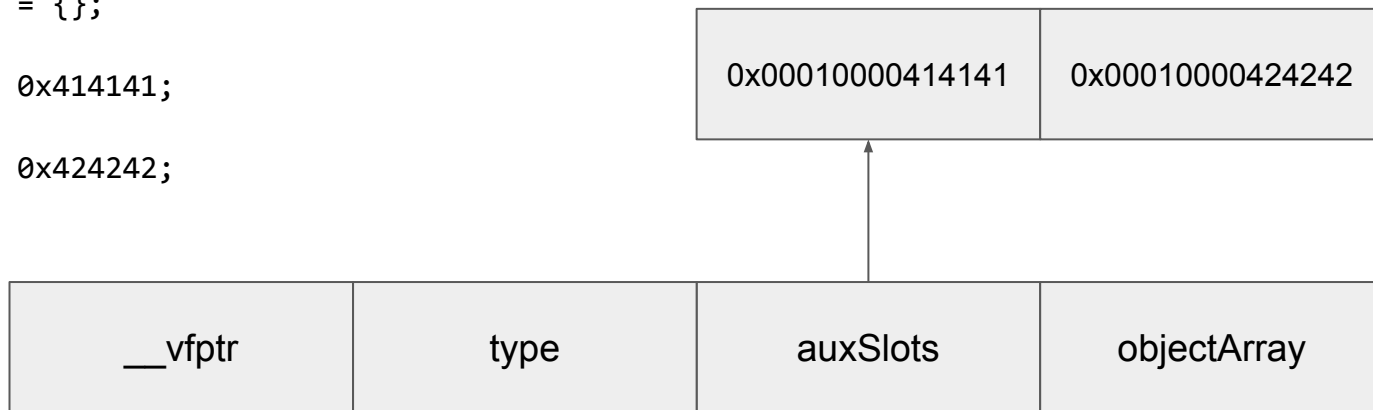 = {};
0x414141;
0x424242;
0x00010000414141 0x00010000424242
__vfptr type auxSlots objectArray